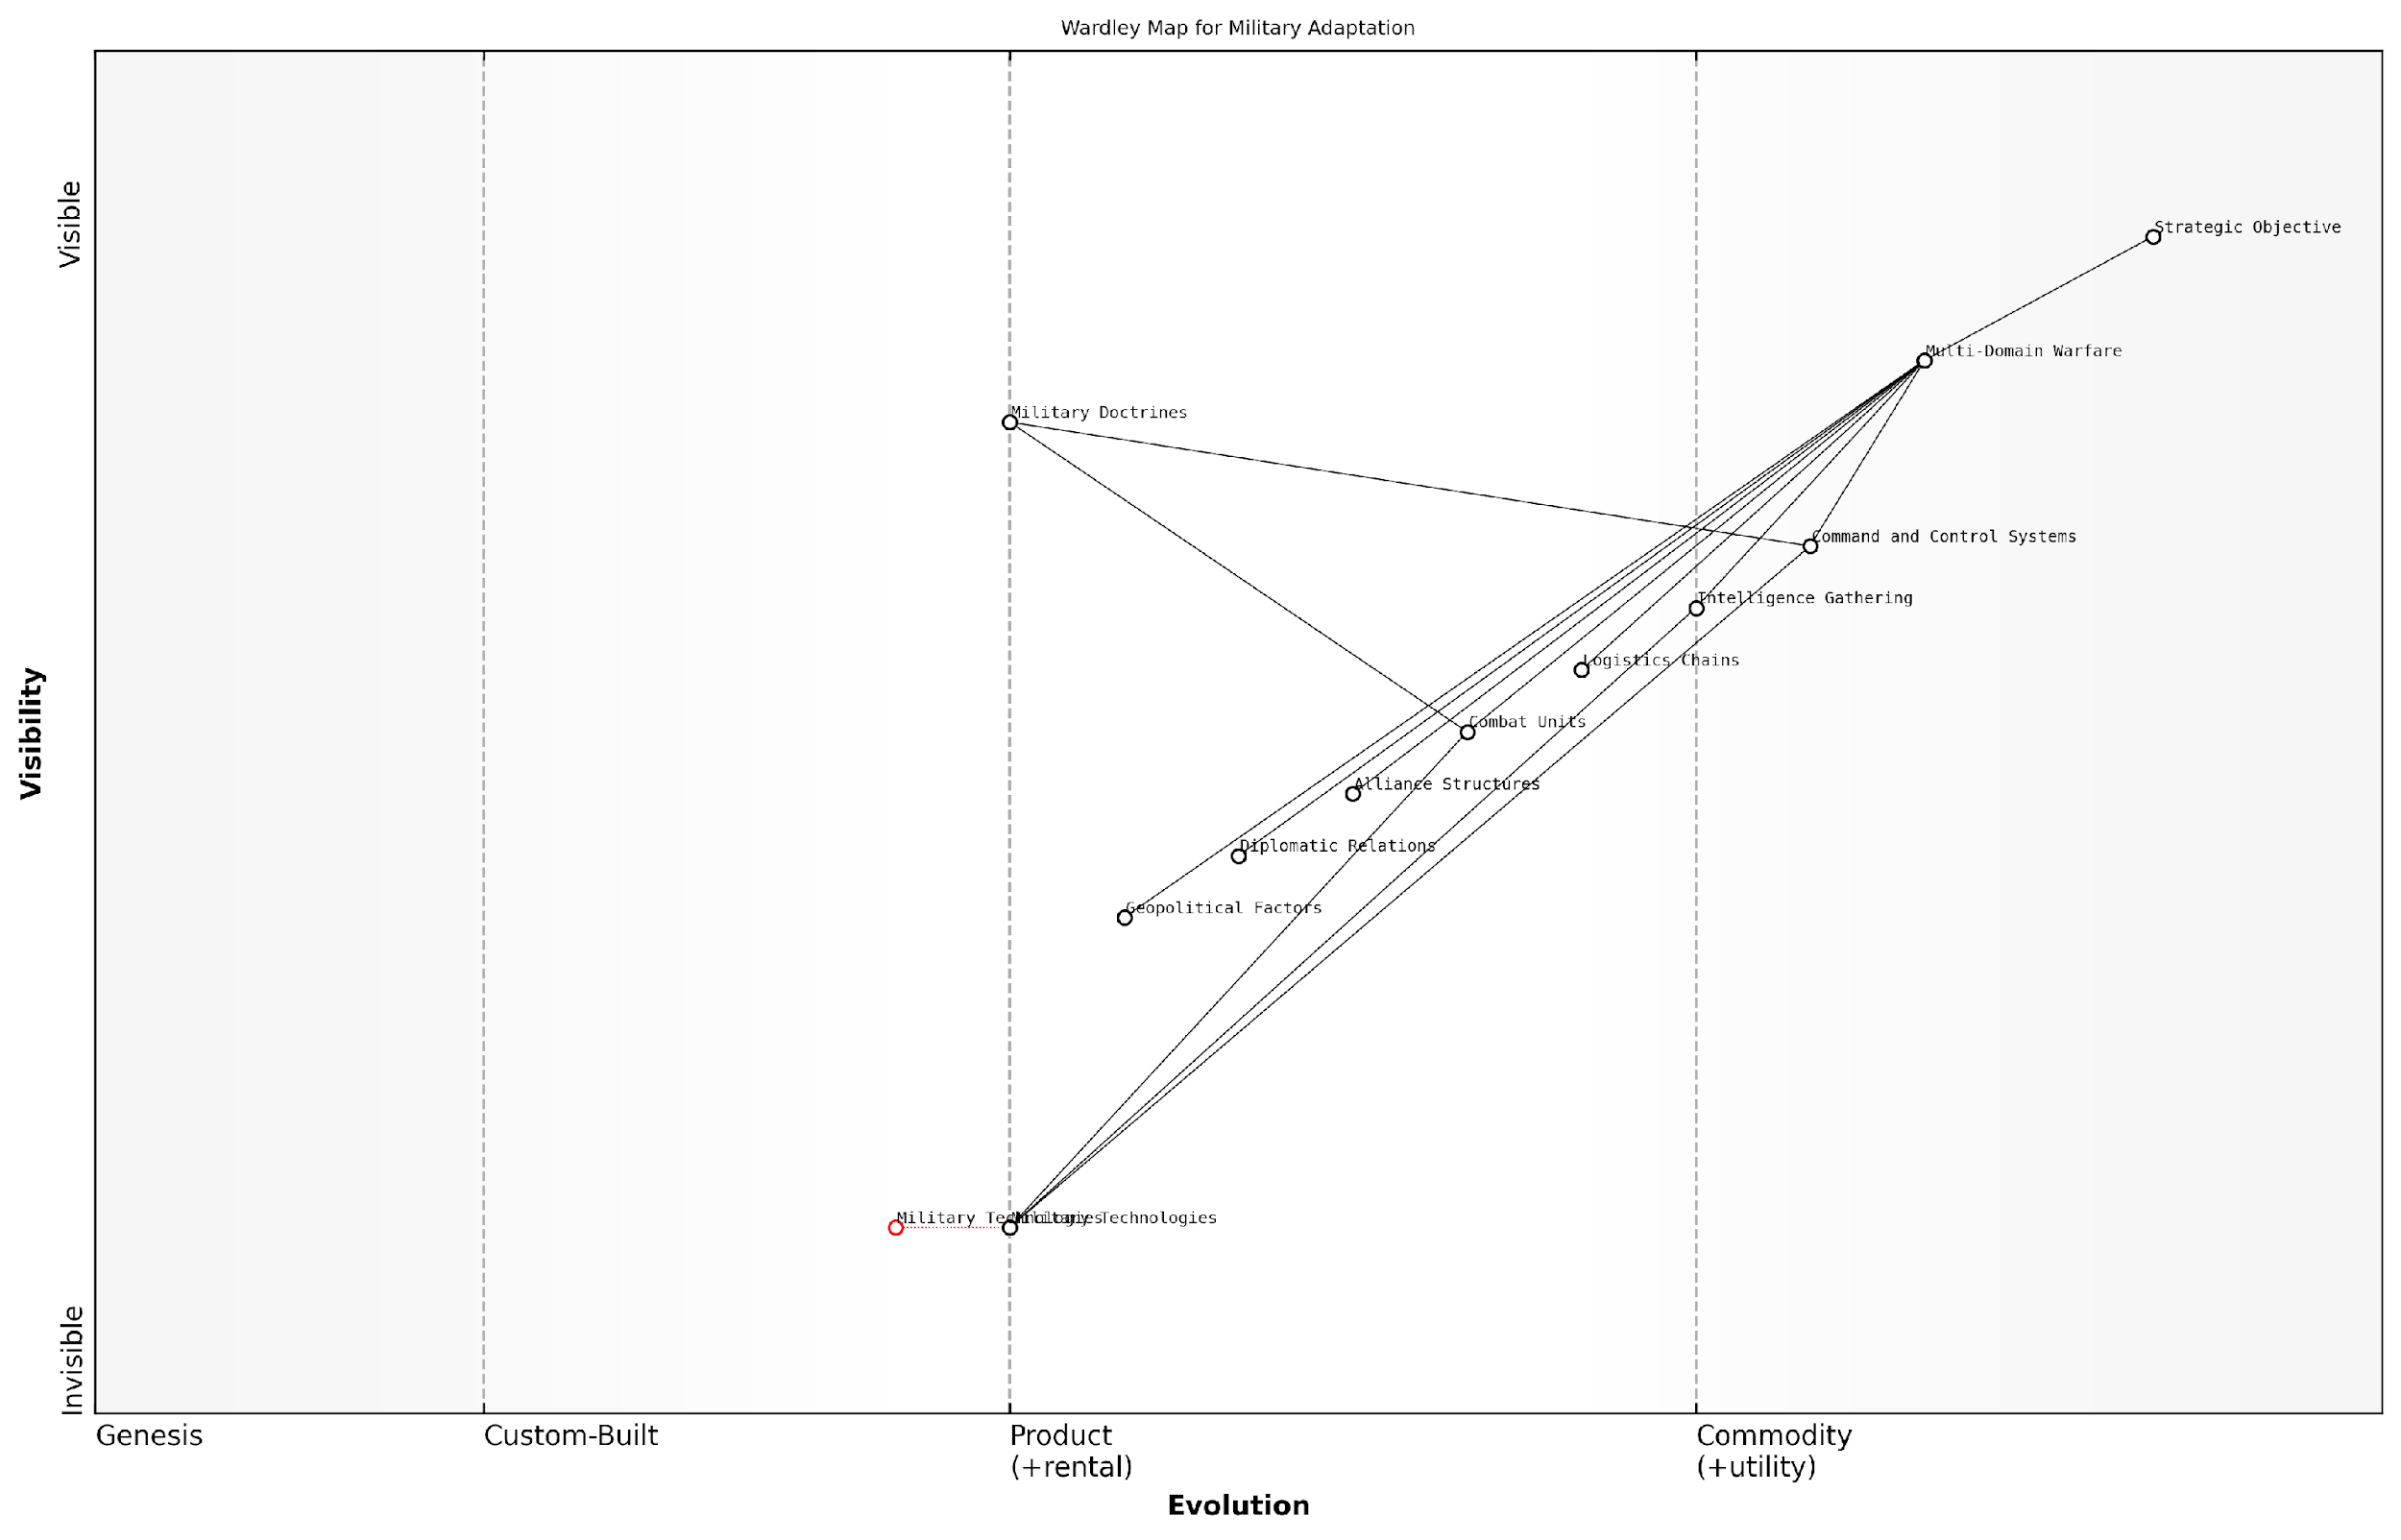 Wardley Map for Military Adaptation
Visible
Strategic Objective
Multi-Domain Warfare
Military Doctrines
Command and Control Systems
Intelligence Gathering
Logistics Chains
Visibility
Combat Units
Alliance Structures
Diplomatic Relations
Geopolitical Factors
Military Technologies
Military Technologies
Invisible
Genesis
Custom-Built
Product
(+rental)
Commodity
(+utility)
Evolution